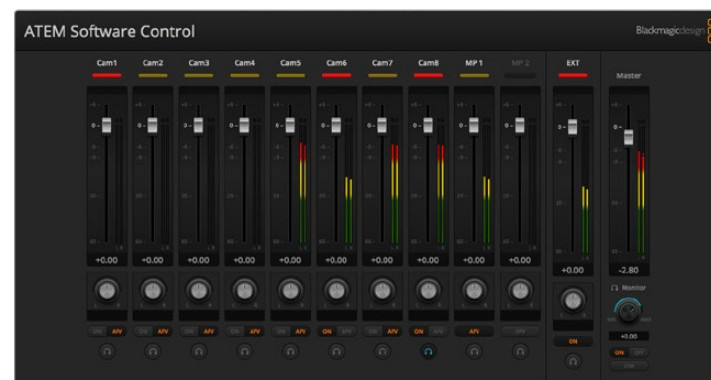 ATEM Software Control
Blackmagicdesign
Cam1 Cam2 Cam3 Cam4 Cam5 Cam6 Cam7 Cam8 MP 1 MP 2 EXT
Master
+0.00 +0.00 +0.00 +0.00 +0.00 +0.00 +0.00 +0.00 +0.00 +0.00 +0.00 -2.80
Monitor
+0.00
ON AFV ON AFV ON AFV ON AFV ON AFV ON AFV ON AFV ON AFV AFV AFV ON
ON OFF